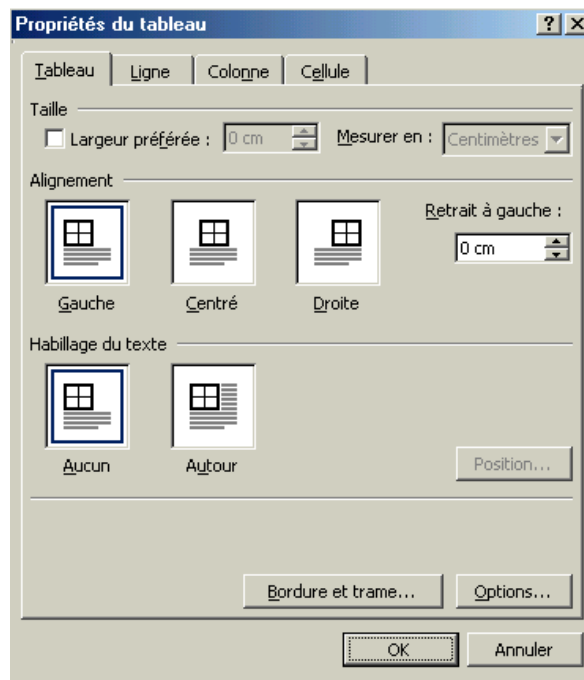 Propriétés du tableau
Tableau Ligne Colonne Cellule
Taille
Largeur préférée : 0 cm Mesurer en : Centimètres
Alignement
Retrait à gauche :
0 cm
Gauche Centré Droite
Habillage du texte
Aucun Autour
Position...
Bordure et trame... Options...
OK Annuler